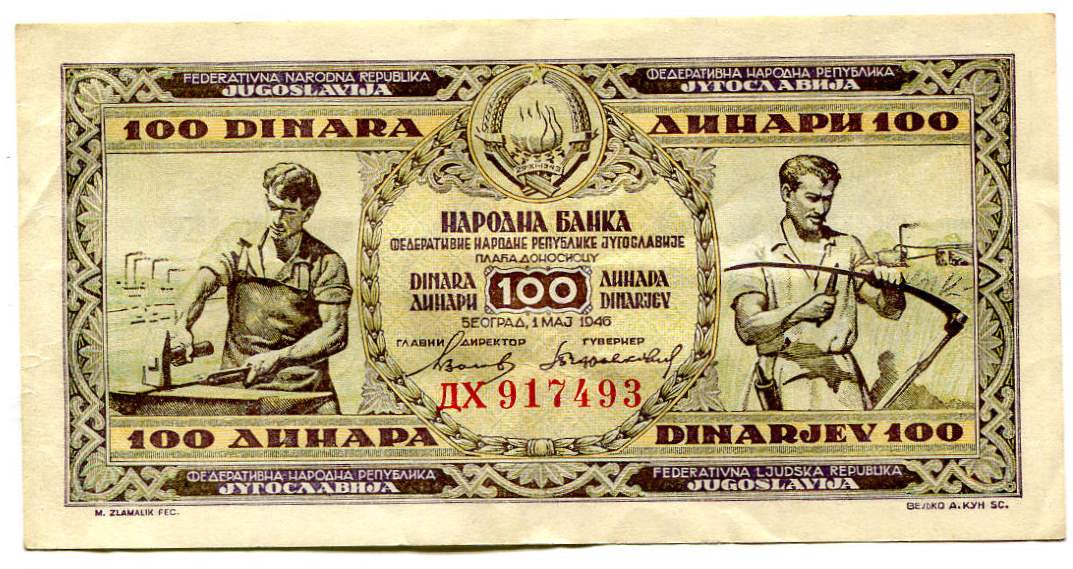 FEDERATIVNA NARODNA REPUBLIKA
JUGOSLAVIJA
ФЕДЕРАТИВНА НАРОДНА РЕПУБЛИКА
ЈУГОСЛАВИЈА
100 DINARA
ДИНАРИ 100
НАРОДНА БАНКА
ФЕДЕРАТИВНЕ НАРОДНЕ РЕПУБЛИКЕ ЈУГОСЛАВИЈЕ
ПЛАЋА ДОНОСИОЦУ
DINARA 100 ДИНАРА
ДИНАРИ DINARJEV
БЕОГРАД, 1 МАЈ 1946
ГЛАВНИ ДИРЕКТОР ГУВЕРНЕР
ДХ 917493
100 ДИНАРА
DINARJEV 100
ФЕДЕРАТИВНА НАРОДНА РЕПУБЛИКА
ЈУГОСЛАВИЈА
FEDERATIVNA LJUDSKA REPUBLIKA
JUGOSLAVIJA
M. ZLAMALIK FEC.
ВЕЉКО А. КУН SC.